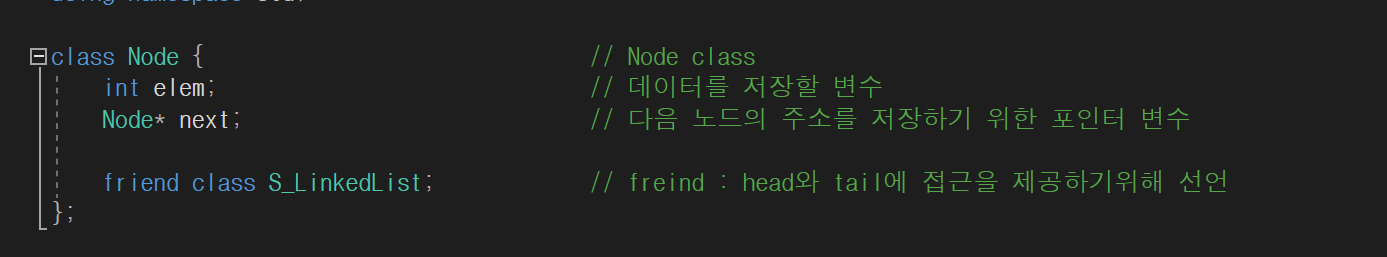 class Node { // Node class
int elem; // 데이터를 저장할 변수
Node* next; // 다음 노드의 주소를 저장하기 위한 포인터 변수
friend class S_LinkedList; // freind : head와 tail에 접근을 제공하기위해 선언
};